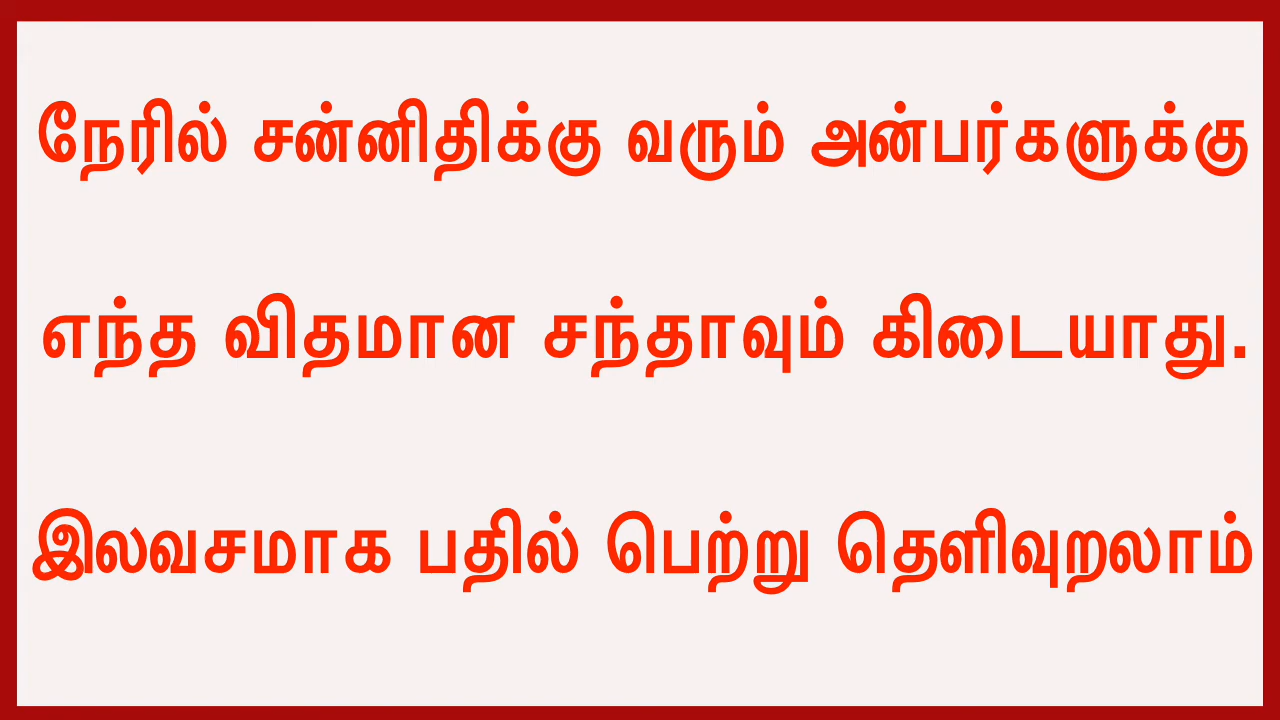 நேரில் சன்னிதிக்கு வரும் அன்பர்களுக்கு
எந்த விதமான சந்தாவும் கிடையாது.
இலவசமாக பதில் பெற்று தெளிவுறலாம்